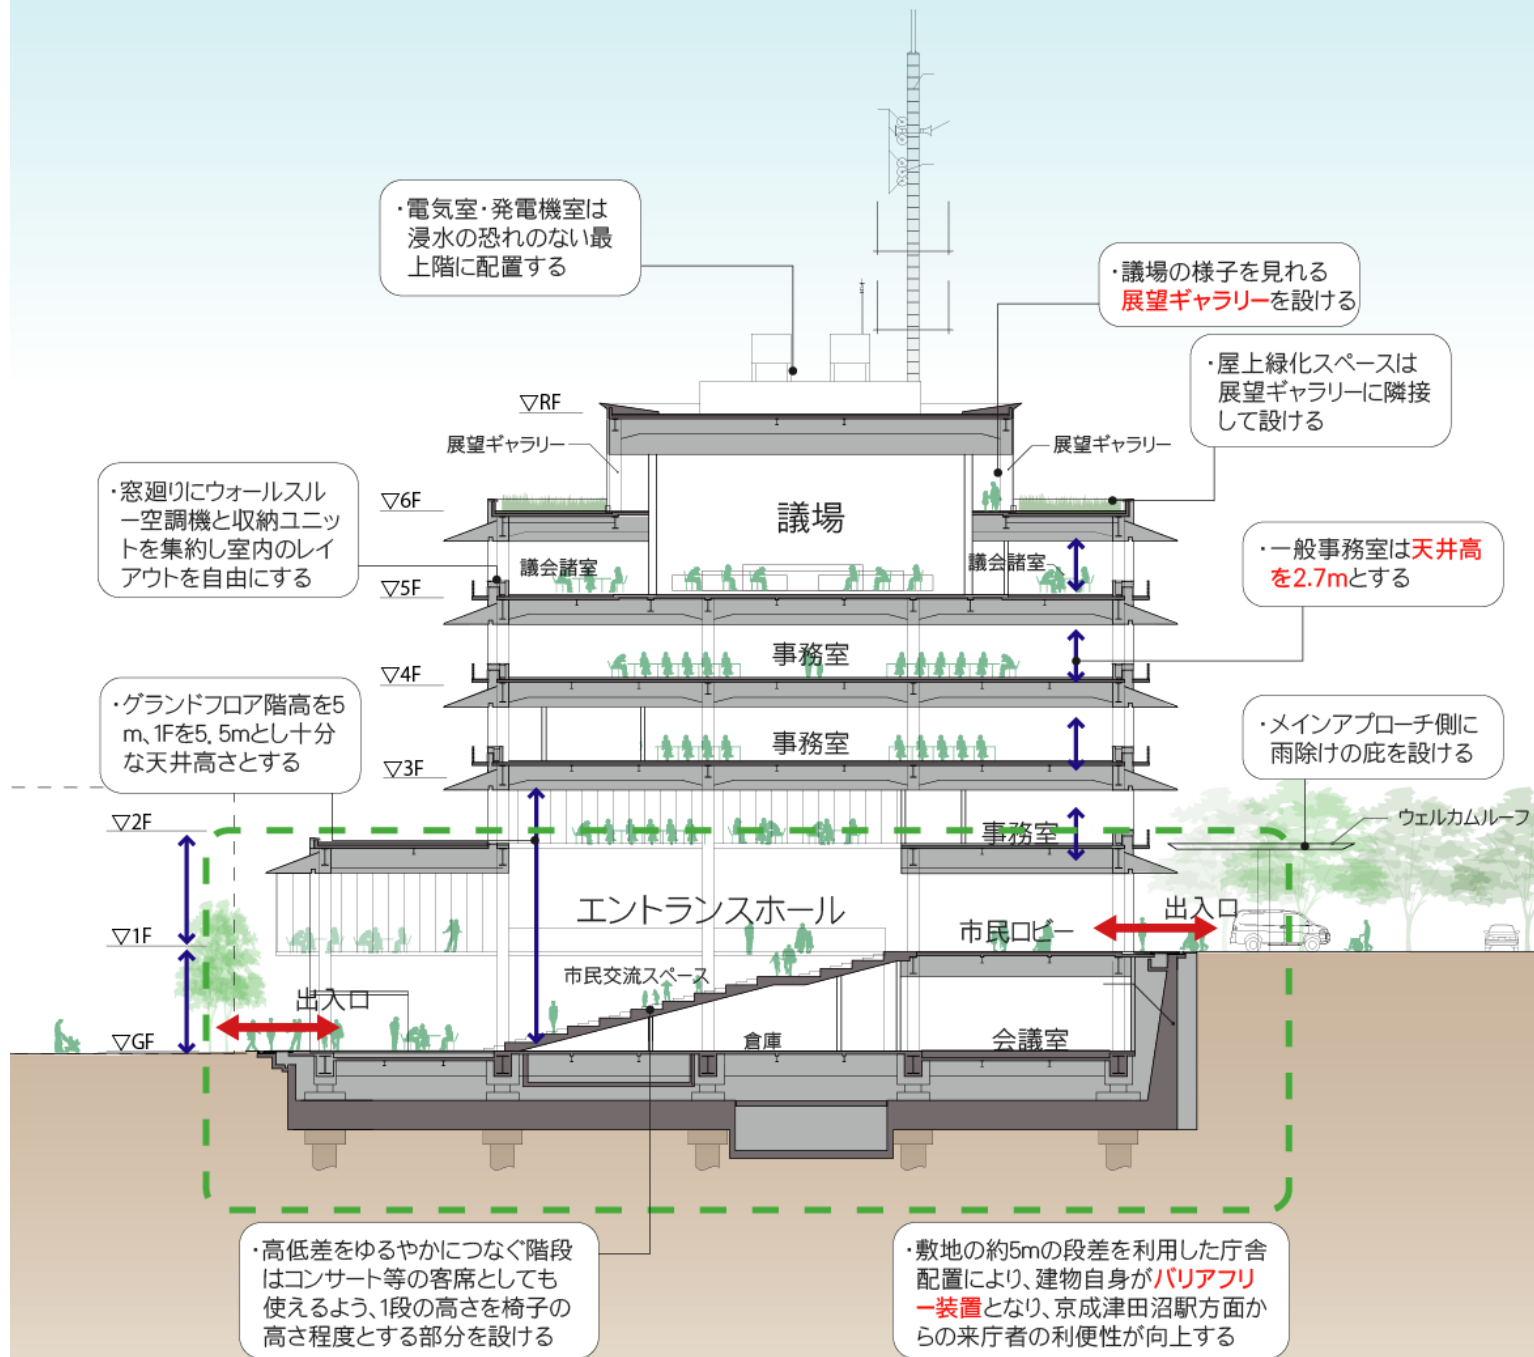 ・電気室・発電機室は
浸水の恐れのない最
上階に配置する
・議場の様子を見れる
展望ギャラリーを設ける
・屋上緑化スペースは
展望ギャラリーに隣接
して設ける
▽RF
展望ギャラリー
展望ギャラリー
・窓廻りにウォールスル
ー空調機と収納ユニッ
トを集約し室内のレイ
アウトを自由にする
▽6F
議場
・一般事務室は天井高
を2.7mとする
議会諸室
議会諸室
▽5F
事務室
▽4F
・グランドフロア階高を5
m、1Fを5, 5mとし十分
な天井高さとする
・メインアプローチ側に
雨除けの庇を設ける
事務室
▽3F
▽2F
事務室
ウェルカムルーフ
エントランスホール
出入口
▽1F
市民ロビー
市民交流スペース
出入口
▽GF
倉庫
会議室
・高低差をゆるやかにつなぐ階段
はコンサート等の客席としても
使えるよう、1段の高さを椅子の
高さ程度とする部分を設ける
・敷地の約5mの段差を利用した庁舎
配置により、建物自身がバリアフリ
ー装置となり、京成津田沼駅方面か
らの来庁者の利便性が向上する